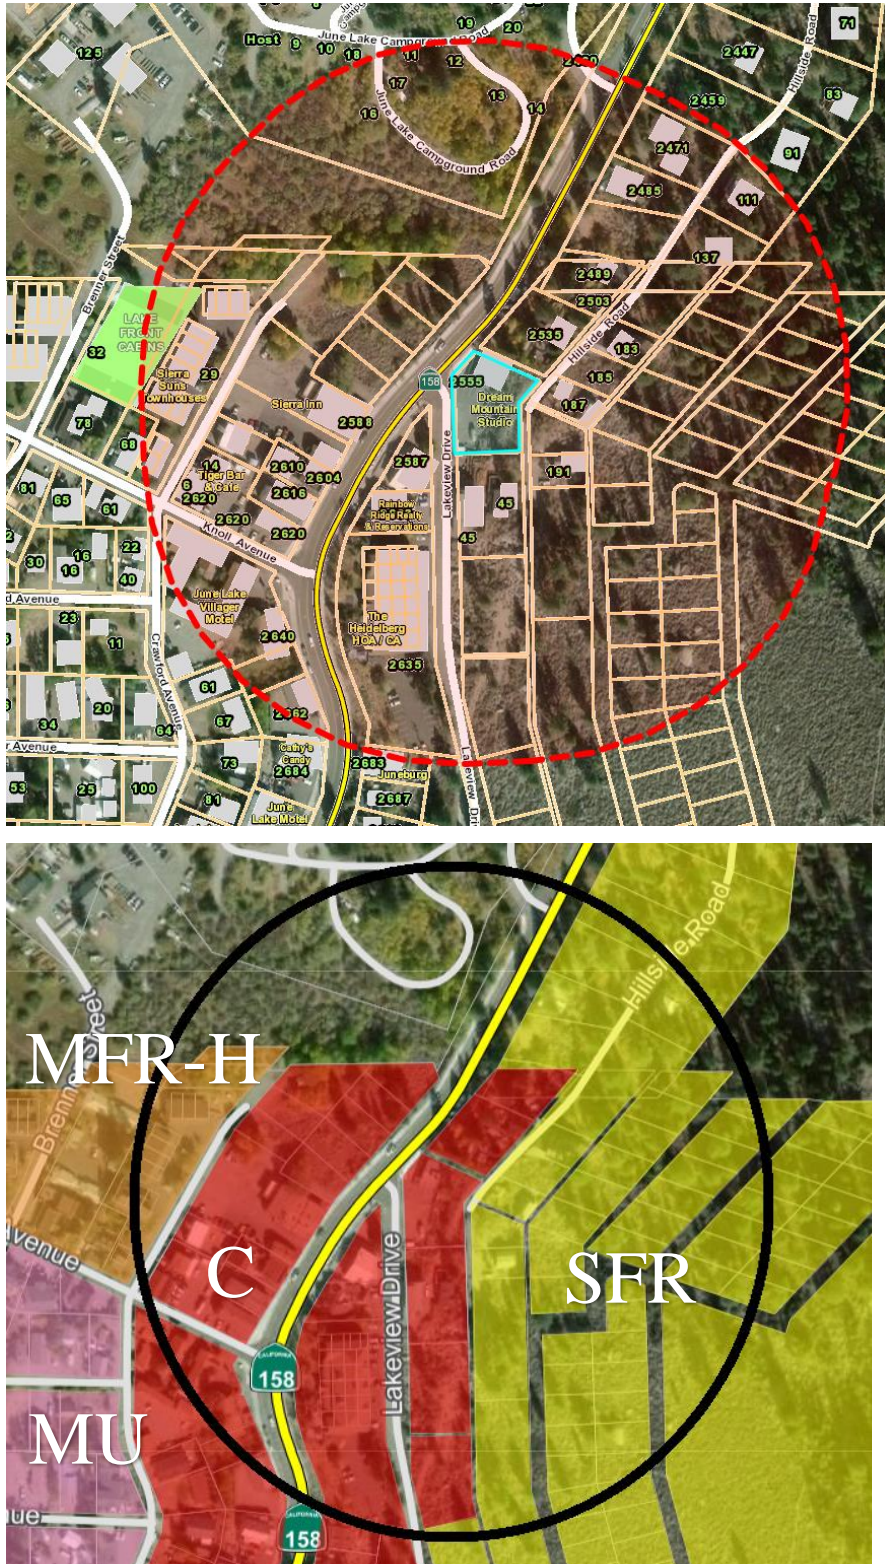 June Lake Campground Road
Host
9
10
18
11
19
20
12
17
16
13
14
June Lake Campground Road
2447
71
83
2459
Hillside Road
91
111
2471
2485
137
125
Brenner Street
LAKE
FRONT
CABINS
32
78
68
29
Sierra
Suns
Sierra Inn
2588
2489
2503
2535
Hillside Road
183
185
187
158
2555
Dream
Mountain
Studio
191
45
45
2587
Lakeview Drive
Rainbow
Ridge Realty
& Reservations
14
6
Tiger Bar
& Cafe
2620
2610
2604
2616
2620
2620
Knoll Avenue
81
65
61
30
16
16
22
40
23
11
d Avenue
Crawford Avenue
June Lake
Villager
Motel
2640
The
Heidelberg
HOA / CA
2635
61
67
64
34
20
r Avenue
53
25
100
73
81
Cathy's
Candy
2684
June
Lake Motel
2683
Juneburg
2687
Lakeview Dri
MFR-H
Brenner Street
Hillside Road
Avenue
C
SFR
Lakeview Drive
CALIFORNIA
158
MU
nue
CALIFORNIA
158